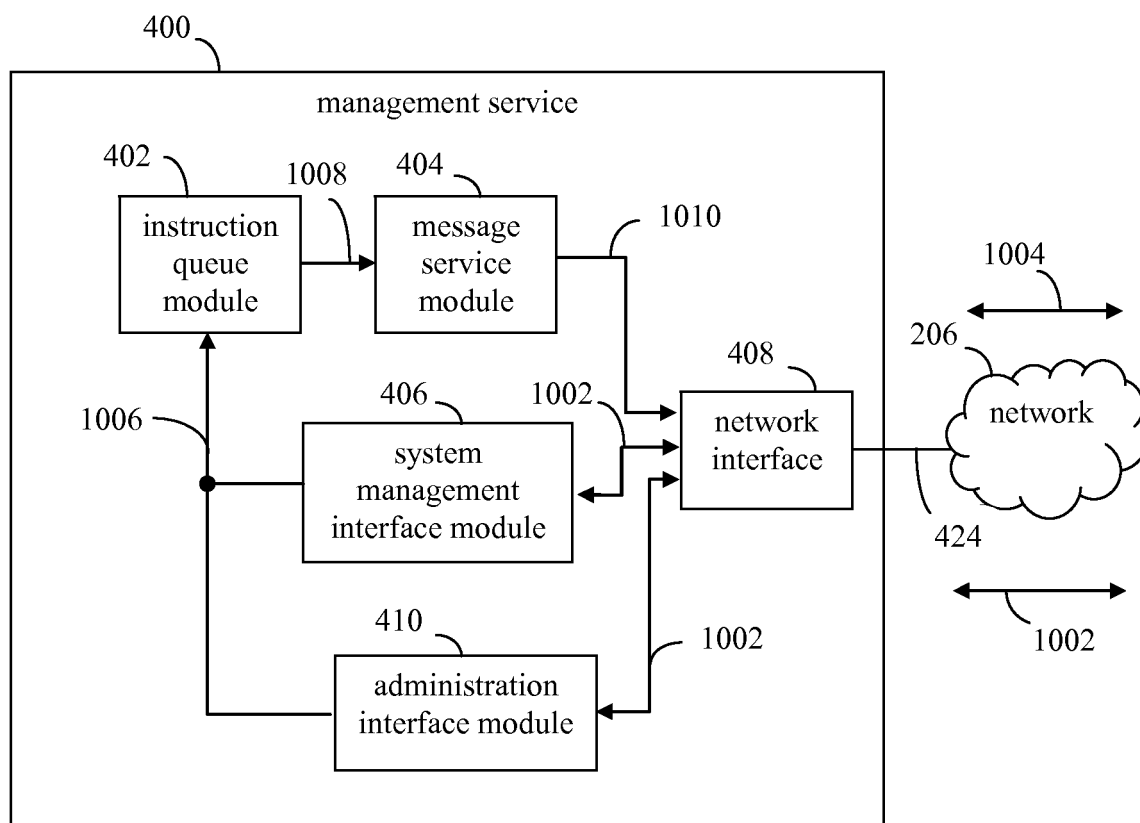 400
management service
402
1008
404
1010
instruction
queue
module
message
service
module
1004
206
network
408
406
1002
1006
system
management
interface module
network
interface
424
410
1002
1002
administration
interface module